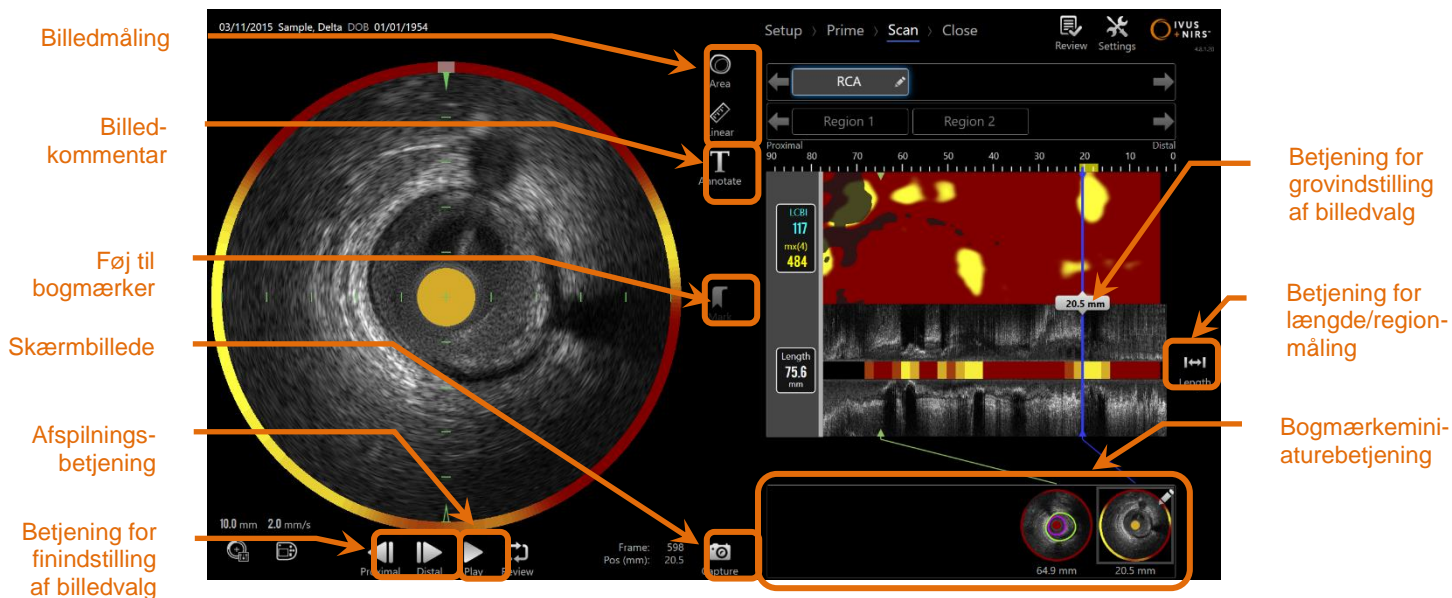 Billedmåling
Billed-
kommentar
Føj til
bogmærker
Skærmbillede
Afspilnings-
betjening
Betjening for
finindstilling
af billedvalg
03/11/2015 Sample, Delta DOB 01/01/1954
Area
Linear
Annotate
Mark
10.0 mm 2.0 mm/s
Proximal
Distal
Play
Review
Frame: 598
Pos (mm): 20.5
Capture
Setup > Prime > Scan > Close
Review
Settings
IVUS
+NIRS
4.8.1.20
RCA
Region 1
Region 2
Proximal
Distal
90 80 70 60 50 40 30 20 10 0
LCBI
117
mx(4)
484
20.5 mm
Length
75.6
mm
Length
64.9 mm
20.5 mm
Betjening for
grovindstilling
af billedvalg
Betjening for
længde/region-
måling
Bogmærkemini-
aturebetjening